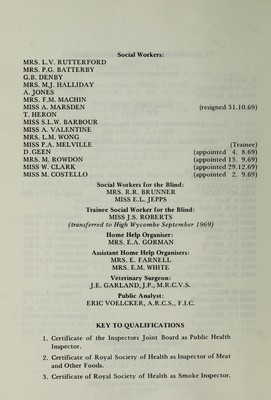 Social Workers:
MRS. L.V. RUTTERFORD
MRS. P.G. BATTERBY
G.B. DENBY
MRS. M.J. HALLIDAY
A. JONES
MRS. F.M. MACHIN
MISS A. MARSDEN (resigned 31.10.69)
T. HERON
MISS S.L.W. BARBOUR
MISS A. VALENTINE
MRS. L.M. WONG
MISS P.A. MELVILLE (Trainee)
D. GEEN (appointed 4. 8.69)
MRS. M. ROWDON (appointed 15. 9.69)
MISS W. CLARK (appointed 29.12.69)
MISS M. COSTELLO (appointed 2. 9.69)
Social Workers for the Blind:
MRS. R.R. BRUNNER
MISS E.L. JEPPS
Trainee Social Worker for the Blind:
MISS J.S. ROBERTS
(transferred to High Wycombe September 1969)
Home Help Organiser:
MRS. E.A. GORMAN
Assistant Home Help Organisers:
MRS. E. FARNELL
MRS. E.M. WHITE
Veterinary Surgeon:
J.E. GARLAND, J.P., M.R.C.V.S.
Public Analyst:
ERIC VOELCKER, A.R.C.S., F.I.C.
KEY TO QUALIFICATIONS
1. Certificate of the Inspectors Joint Board as Public Health
Inspector.
2. Certificate of Royal Society of Health as Inspector of Meat
and Other Foods.
3. Certificate of Royal Society of Health as Smoke Inspector.